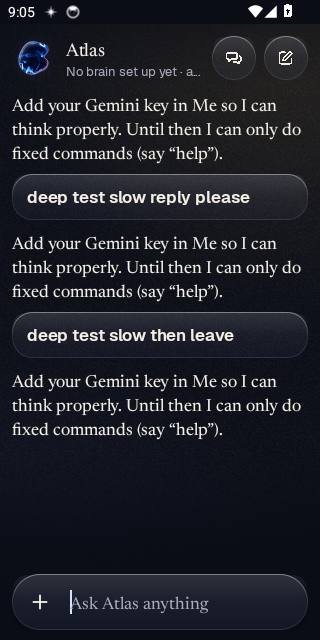 9:05
Atlas
No brain set up yet · a...
Add your Gemini key in Me so I can
think properly. Until then I can only do
fixed commands (say “help”).
deep test slow reply please
Add your Gemini key in Me so I can
think properly. Until then I can only do
fixed commands (say “help”).
deep test slow then leave
Add your Gemini key in Me so I can
think properly. Until then I can only do
fixed commands (say “help”).
Ask Atlas anything